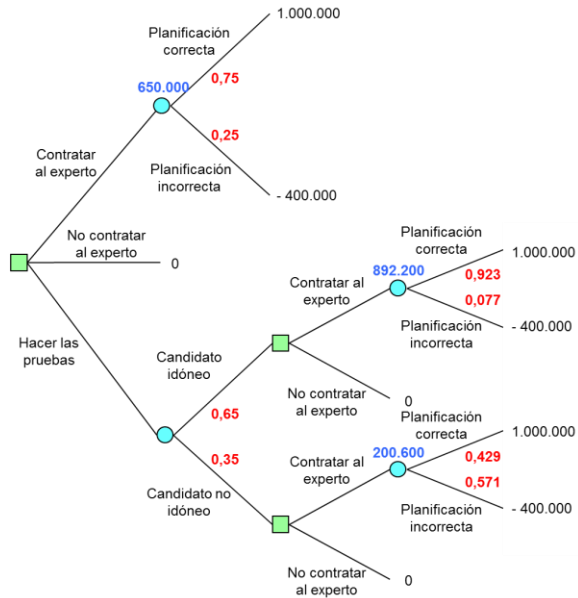 1.000.000
Planificación
correcta
0,75
650.000
0,25
Contratar
al experto
Planificación
incorrecta
- 400.000
No contratar
al experto
0
Hacer las
pruebas
Planificación
correcta
1.000.000
892.200
0,923
Contratar al
experto
0,077
- 400.000
Planificación
incorrecta
Candidato
idóneo
No contratar
al experto
0
0,65
Planificación
correcta
1.000.000
200.600
0,429
0,35
Contratar al
experto
0,571
Candidato no
idóneo
- 400.000
Planificación
incorrecta
No contratar
al experto
0